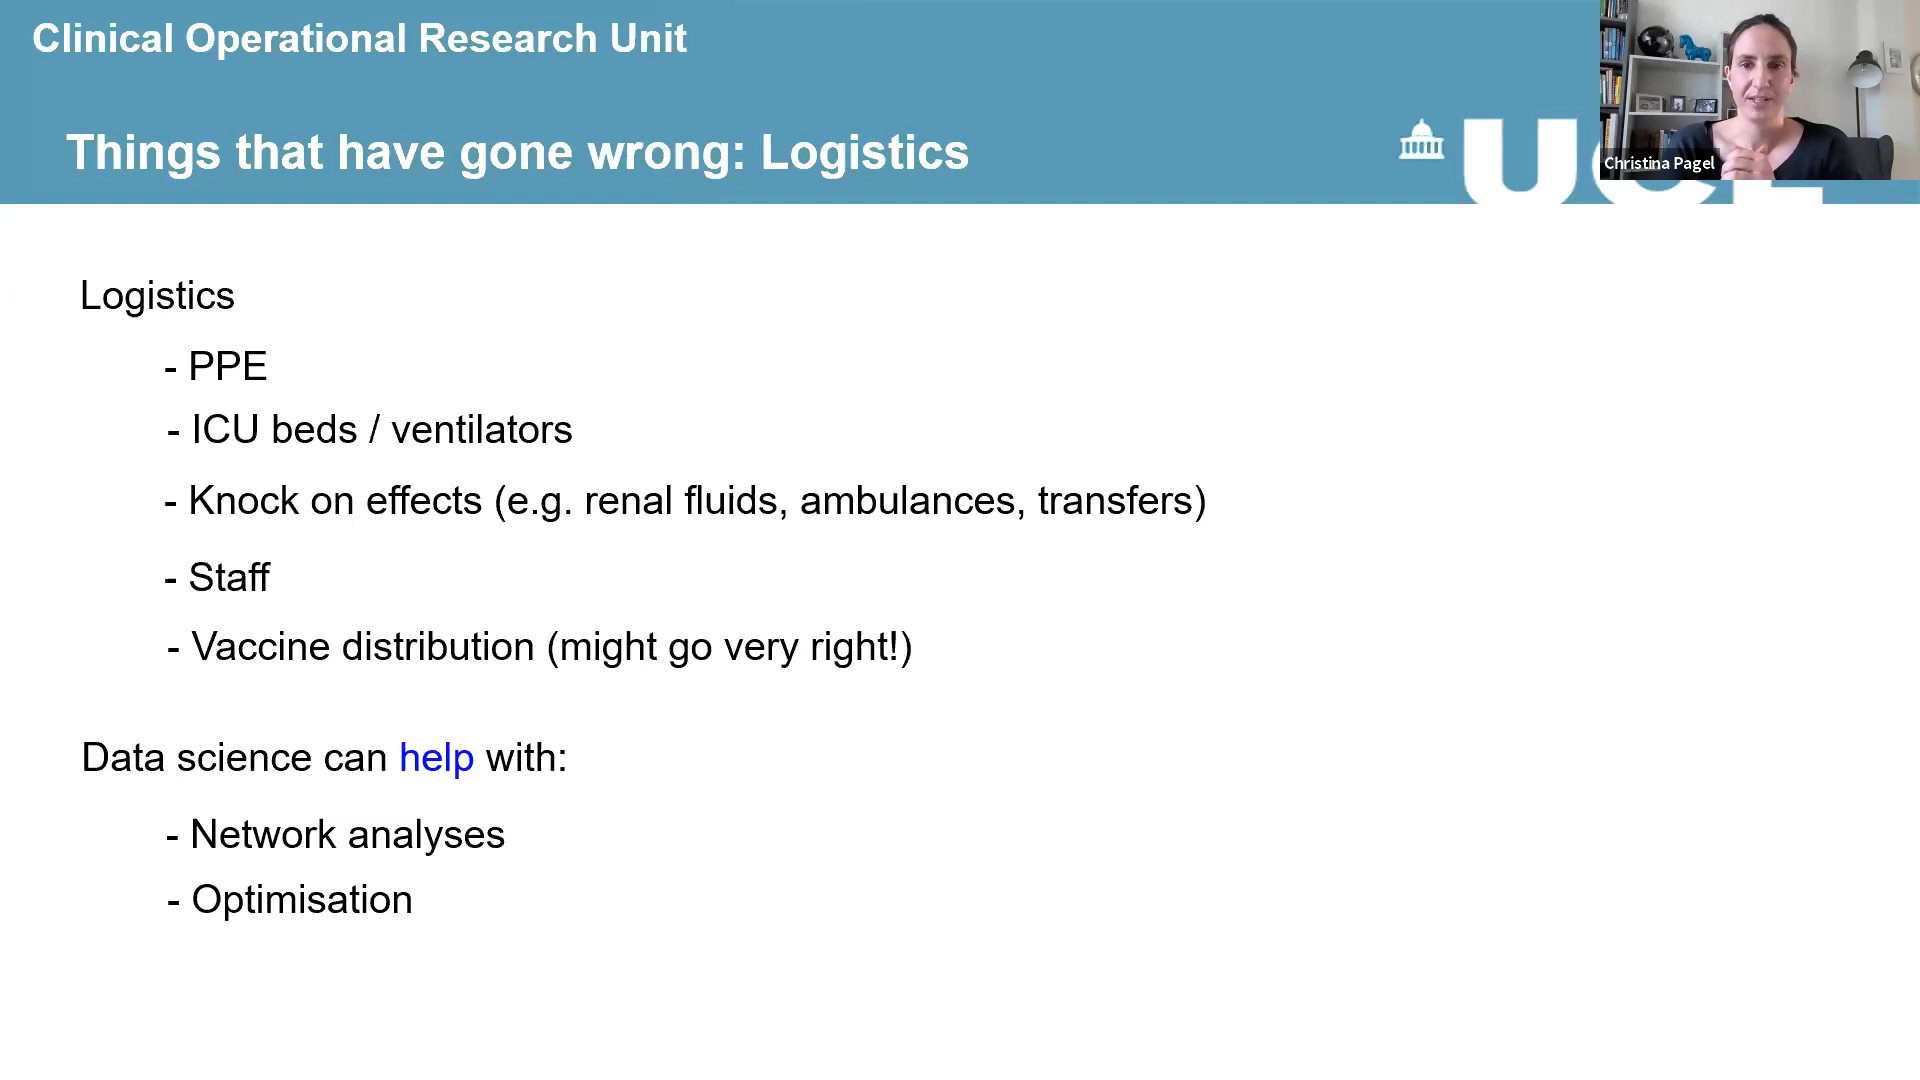 Clinical Operational Research Unit
Things that have gone wrong: Logistics
UCL
Christina Pagel
Logistics
- PPE
- ICU beds / ventilators
- Knock on effects (e.g. renal fluids, ambulances, transfers)
- Staff
- Vaccine distribution (might go very right!)
Data science can help with:
- Network analyses
- Optimisation